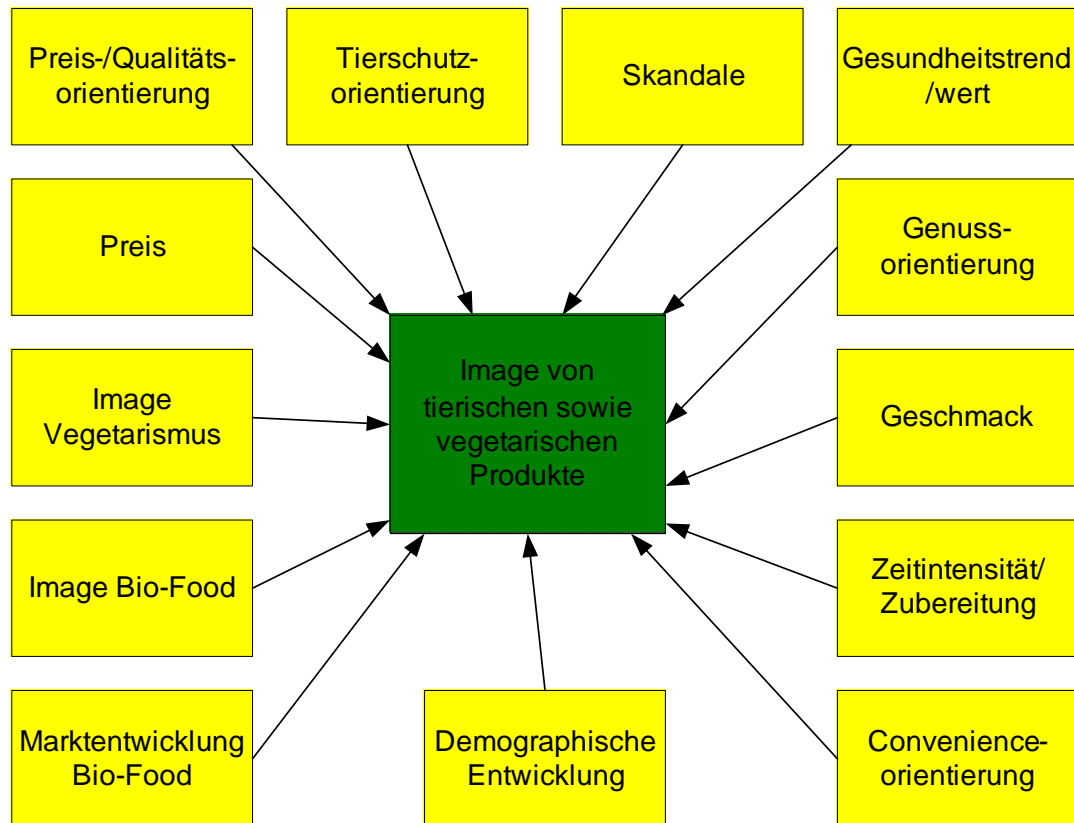 Preis-/Qualitäts-
orientierung
Tierschutz-
orientierung
Skandale
Gesundheitstrend
/wert
Preis
Genuss-
orientierung
Image
Vegetarismus
Image von
tierischen sowie
vegetarischen
Produkte
Geschmack
Image Bio-Food
Zeitintensität/
Zubereitung
Marktentwicklung
Bio-Food
Demographische
Entwicklung
Convenience-
orientierung